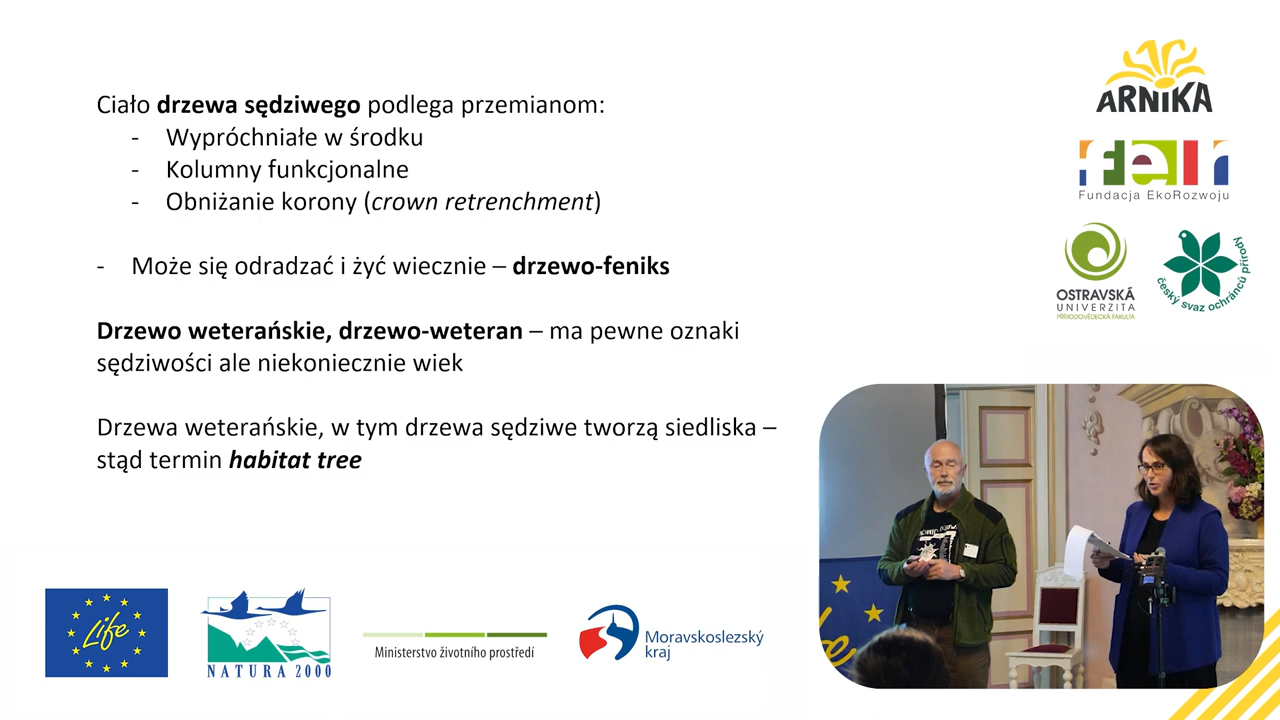 Ciało drzewa sędziwego podlega przemianom:
- Wypróchniałe w środku
- Kolumny funkcjonalne
- Obniżanie korony (crown retrenchment)
- Może się odradzać i żyć wiecznie – drzewo-feniks
Drzewo weterańskie, drzewo-weteran – ma pewne oznaki
sędziwości ale niekoniecznie wiek
Drzewa weterańskie, w tym drzewa sędziwe tworzą siedliska –
stąd termin habitat tree
ARNIKA
feR
Fundacja EkoRozwoju
OSTRAVSKÁ
UNIVERZITA
PŘÍRODOVĚDECKÁ FAKULTA
český svaz ochránců přírody
Life
NATURA 2000
Ministerstvo životního prostředí
Moravskoslezský
kraj